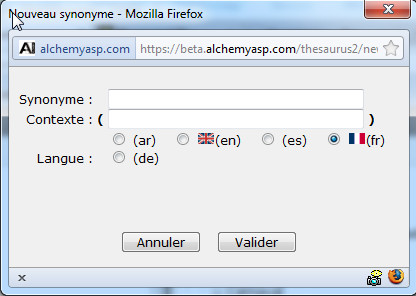 Nouveau synonyme - Mozilla Firefox
AI alchemyasp.com https://beta.alchemyasp.com/thesaurus2/
Synonyme :
Contexte : ( )
(ar) (en) (es) (fr)
Langue : (de)
Annuler Valider
x